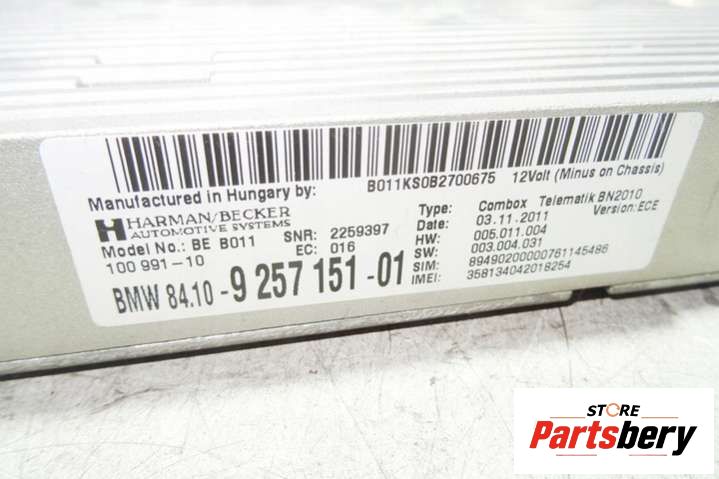 B011KS0B2700675 12Volt (Minus on Chassis)
Manufactured in Hungary by:
HARMAN/BECKER
AUTOMOTIVE SYSTEMS
Model No.: BE B011 SNR: 2259397
100 991-10 EC: 016
BMW 84.10-9 257 151-01
Type: Combox Telematik BN2010
Date: 03.11.2011 Version: ECE
HW: 005.011.004
SW: 003.004.031
SIM: 89490200000761145486
IMEI: 358134042018254
STORE
Partsbery